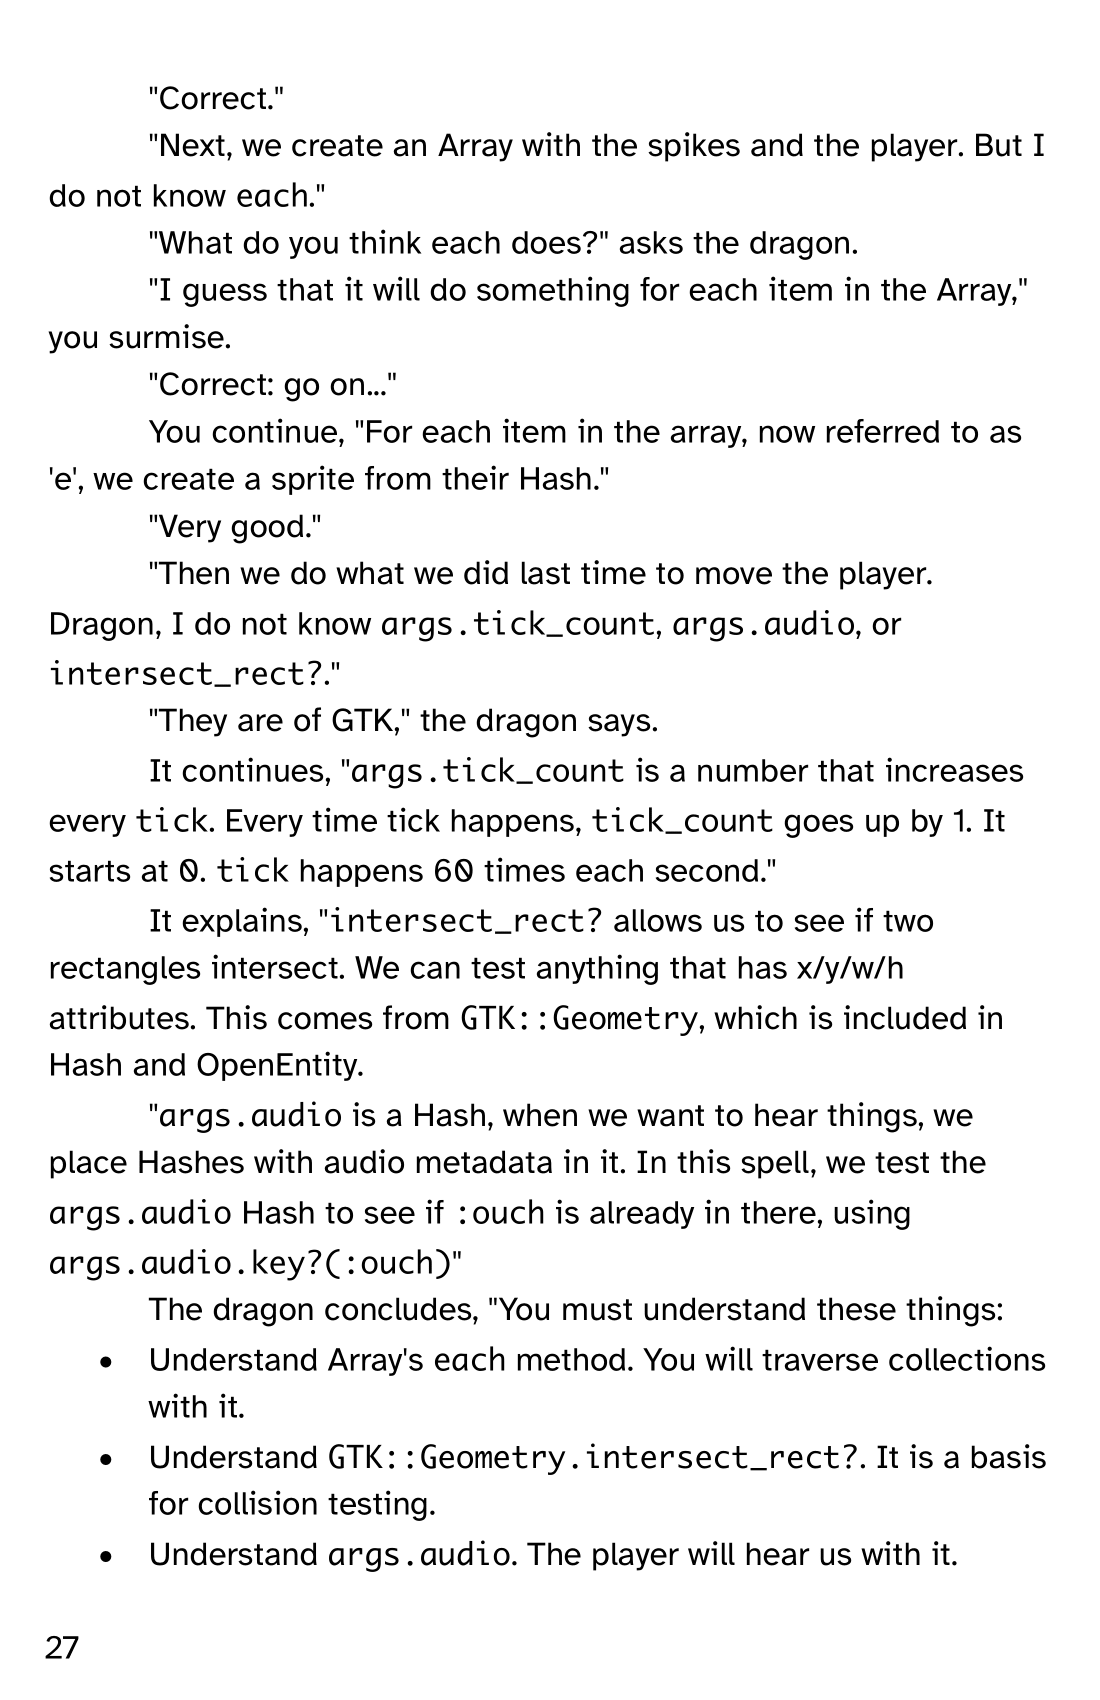 "Correct."
"Next, we create an Array with the spikes and the player. But I
do not know each."
"What do you think each does?" asks the dragon.
"I guess that it will do something for each item in the Array,"
you surmise.
"Correct: go on..."
You continue, "For each item in the array, now referred to as
'e', we create a sprite from their Hash."
"Very good."
"Then we do what we did last time to move the player.
Dragon, I do not know args.tick_count, args.audio, or
intersect_rect?."
"They are of GTK," the dragon says.
It continues, "args.tick_count is a number that increases
every tick. Every time tick happens, tick_count goes up by 1. It
starts at 0. tick happens 60 times each second."
It explains, "intersect_rect? allows us to see if two
rectangles intersect. We can test anything that has x/y/w/h
attributes. This comes from GTK::Geometry, which is included in
Hash and OpenEntity.
"args.audio is a Hash, when we want to hear things, we
place Hashes with audio metadata in it. In this spell, we test the
args.audio Hash to see if :ouch is already in there, using
args.audio.key?(:ouch)"
The dragon concludes, "You must understand these things:
• Understand Array's each method. You will traverse collections
with it.
• Understand GTK::Geometry.intersect_rect?. It is a basis
for collision testing.
• Understand args.audio. The player will hear us with it.
27